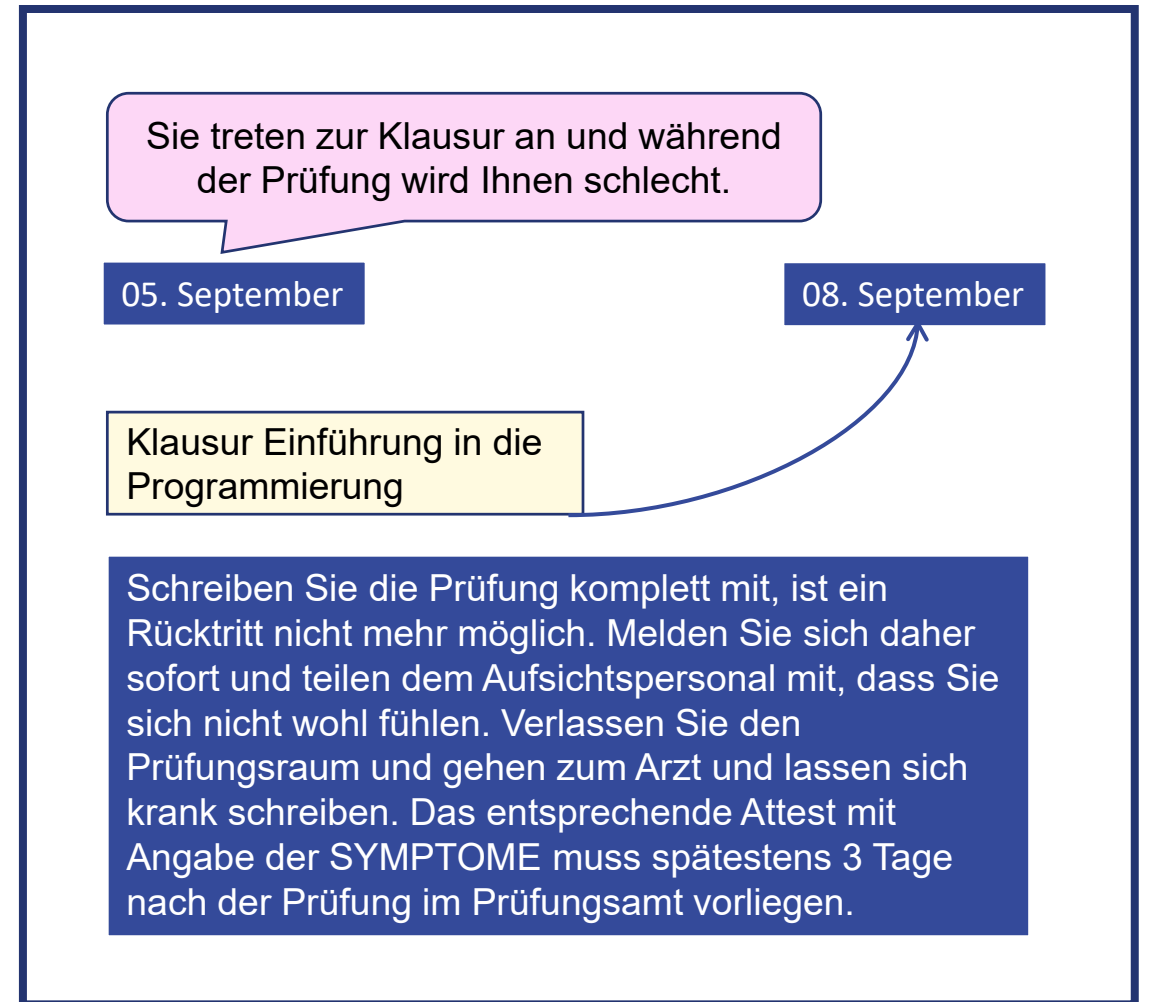 Sie treten zur Klausur an und während
der Prüfung wird Ihnen schlecht.
05. September
08. September
Klausur Einführung in die
Programmierung
Schreiben Sie die Prüfung komplett mit, ist ein
Rücktritt nicht mehr möglich. Melden Sie sich daher
sofort und teilen dem Aufsichtspersonal mit, dass Sie
sich nicht wohl fühlen. Verlassen Sie den
Prüfungsraum und gehen zum Arzt und lassen sich
krank schreiben. Das entsprechende Attest mit
Angabe der SYMPTOME muss spätestens 3 Tage
nach der Prüfung im Prüfungsamt vorliegen.